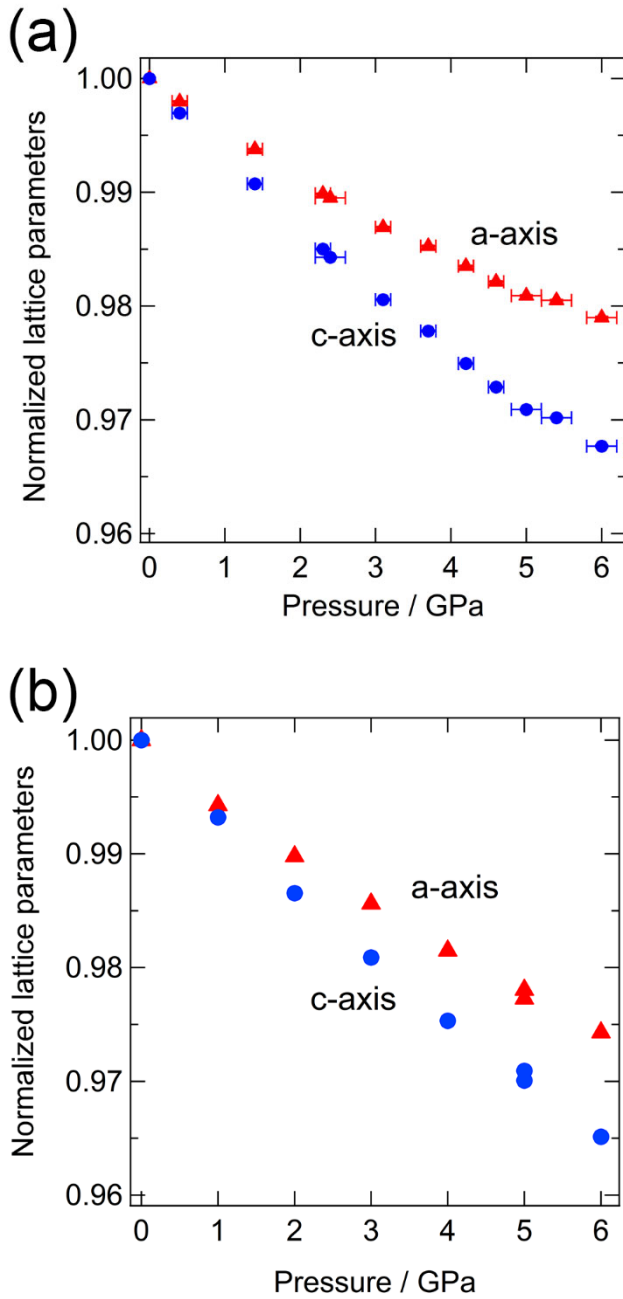 (a)
1.00
0.99
0.98
0.97
0.96
Normalized lattice parameters
a-axis
c-axis
0 1 2 3 4 5 6
Pressure / GPa
(b)
1.00
0.99
0.98
0.97
0.96
Normalized lattice parameters
a-axis
c-axis
0 1 2 3 4 5 6
Pressure / GPa